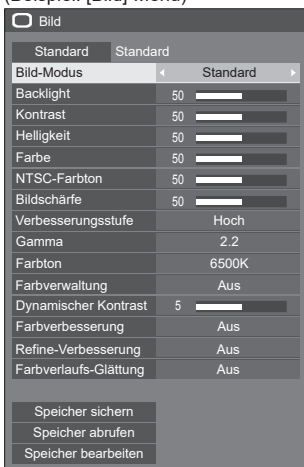 (Beispiel: [Bild]-Menü)
Bild
Standard Standard
Bild-Modus Standard
Backlight 50
Kontrast 50
Helligkeit 50
Farbe 50
NTSC-Farbton 50
Bildschärfe 50
Verbesserungsstufe Hoch
Gamma 2.2
Farbton 6500K
Farbverwaltung Aus
Dynamischer Kontrast 5
Farbverbesserung Aus
Refine-Verbesserung Aus
Farbverlaufs-Glättung Aus
Speicher sichern
Speicher abrufen
Speicher bearbeiten